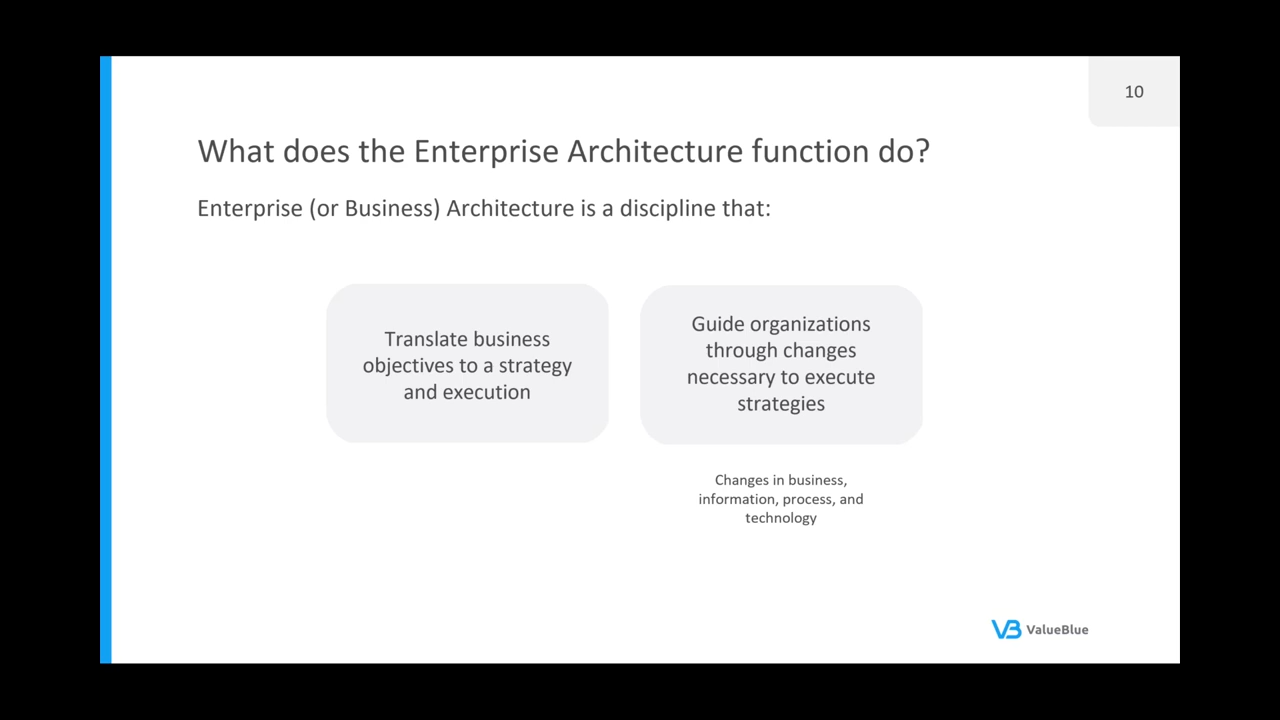 10
What does the Enterprise Architecture function do?
Enterprise (or Business) Architecture is a discipline that:
Translate business
objectives to a strategy
and execution
Guide organizations
through changes
necessary to execute
strategies
Changes in business,
information, process, and
technology
VB ValueBlue